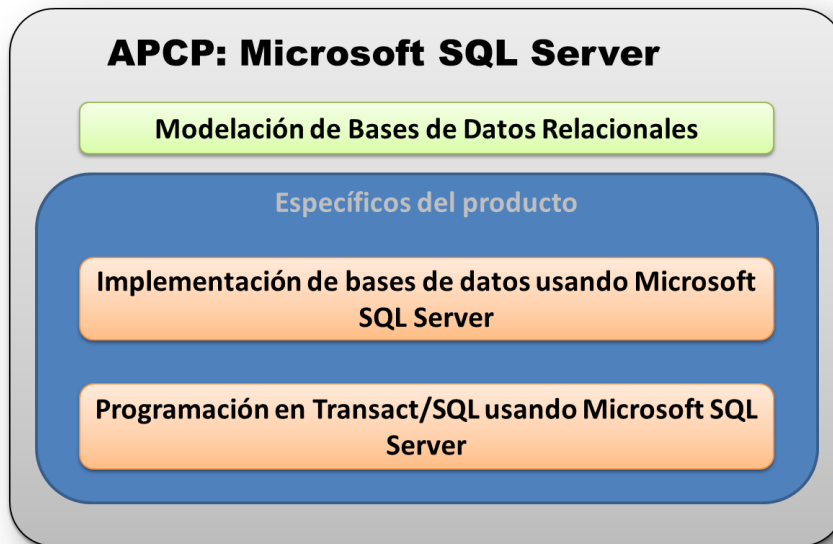 APCP: Microsoft SQL Server
Modelación de Bases de Datos Relacionales
Específicos del producto
Implementación de bases de datos usando Microsoft
SQL Server
Programación en Transact/SQL usando Microsoft SQL
Server